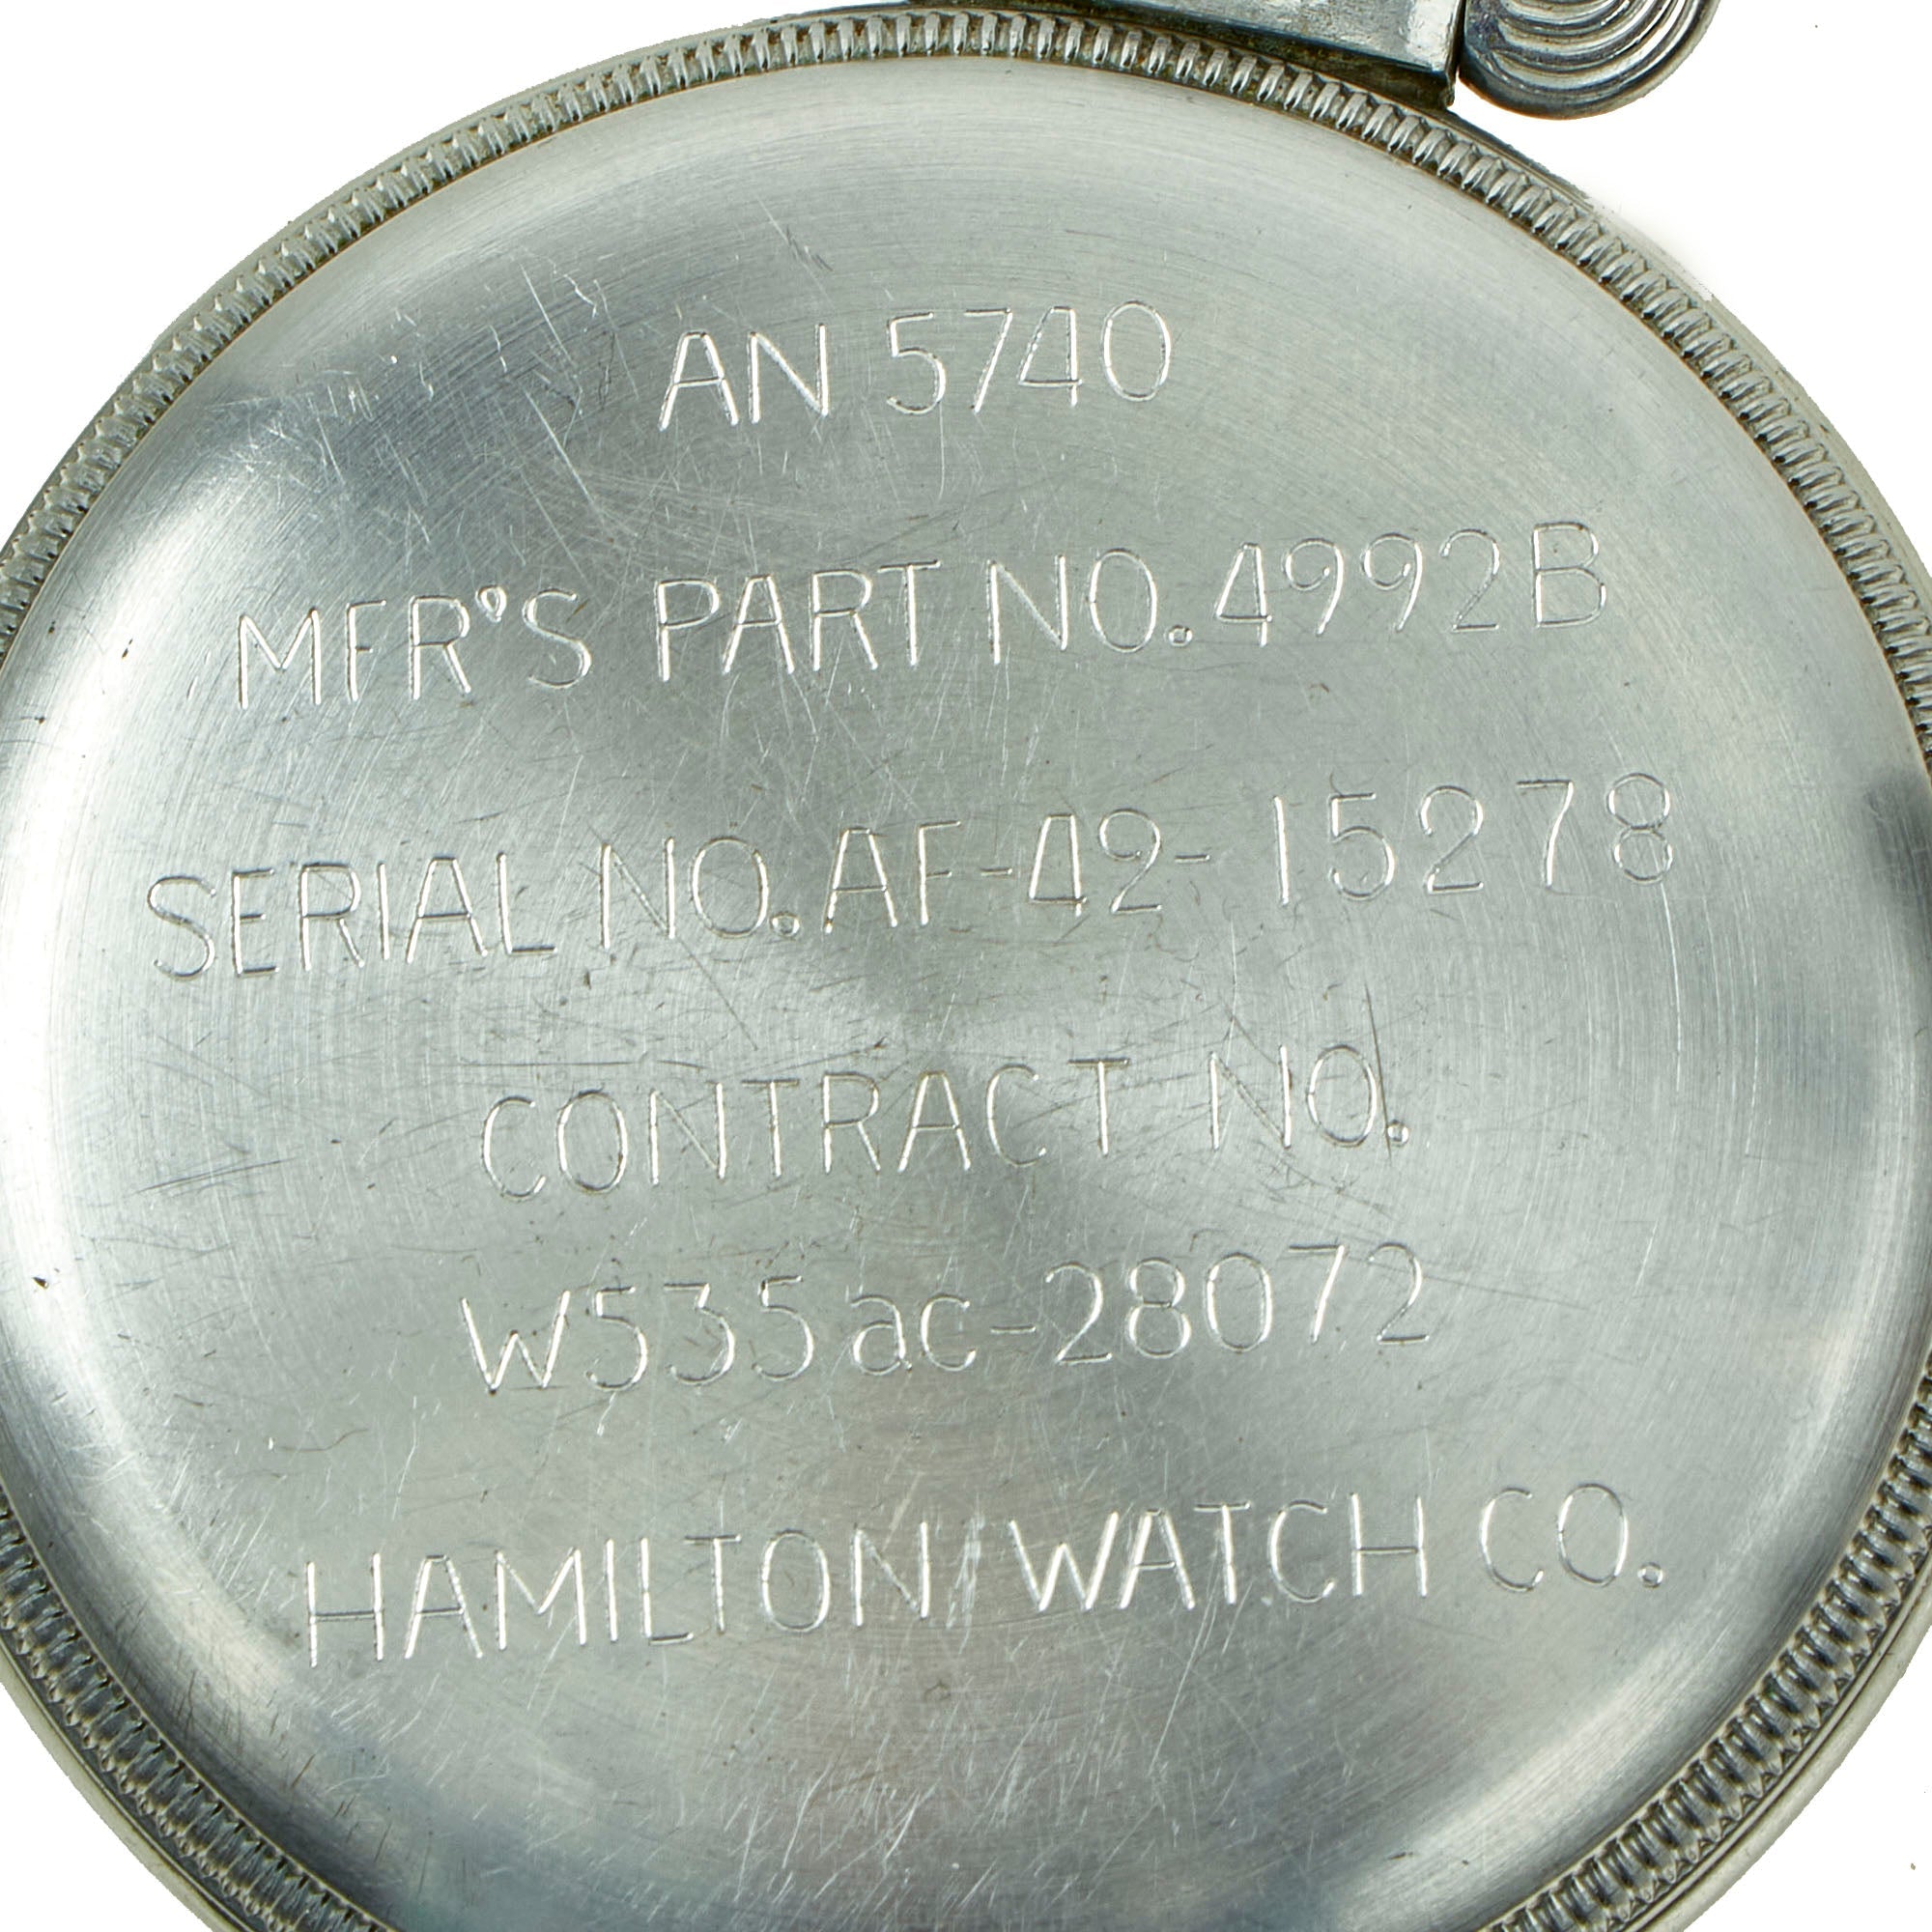 AN 5740
MFR'S PART NO. 4992B
SERIAL NO. AF-42-15278
CONTRACT NO.
W535ac-28072
HAMILTON WATCH CO.